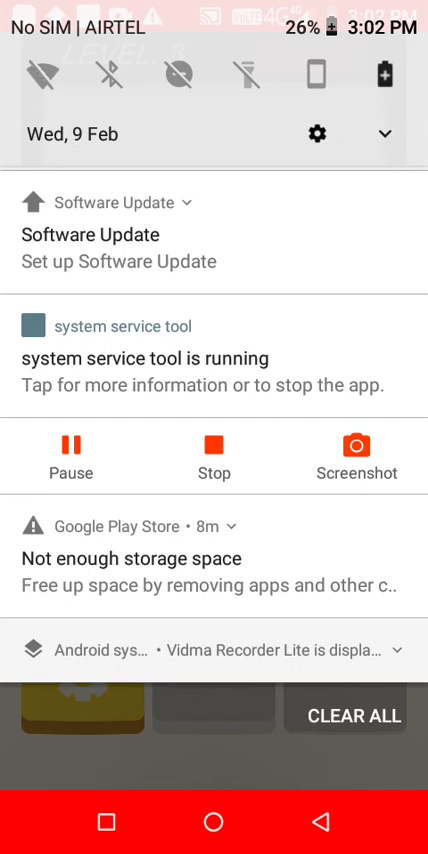 No SIM | AIRTEL 26% 3:02 PM
LEVEL: 3
Wed, 9 Feb
Software Update
Software Update
Set up Software Update
system service tool
system service tool is running
Tap for more information or to stop the app.
Pause Stop Screenshot
Google Play Store • 8m
Not enough storage space
Free up space by removing apps and other c..
Android sys... • Vidma Recorder Lite is displa...
CLEAR ALL